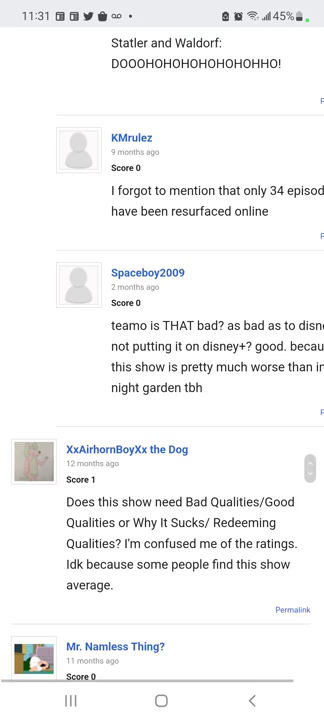 11:31
45%
Statler and Waldorf:
DOOOHOHOHOHOHOHHO!
KMrulez
9 months ago
Score 0
I forgot to mention that only 34 episod
have been resurfaced online
Spaceboy2009
2 months ago
Score 0
teamo is THAT bad? as bad as to disn
not putting it on disney+? good. becau
this show is pretty much worse than in
night garden tbh
XxAirhornBoyXx the Dog
12 months ago
Score 1
Does this show need Bad Qualities/Good
Qualities or Why It Sucks/ Redeeming
Qualities? I'm confused me of the ratings.
Idk because some people find this show
average.
Permalink
Mr. Namless Thing?
11 months ago
Score 0